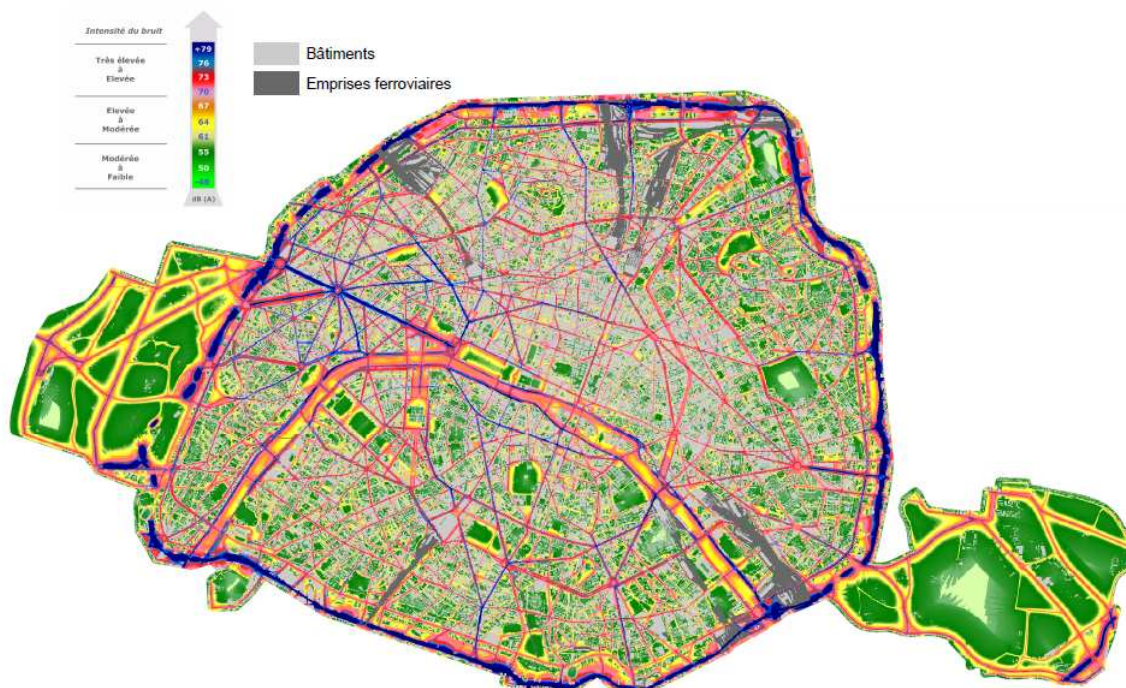 Intensité du bruit
+79
76
73
70
67
64
61
55
50
-45
dB (A)
Très élevée
à
Elevée
Elevée
à
Modérée
Modérée
à
Faible
Bâtiments
Emprises ferroviaires